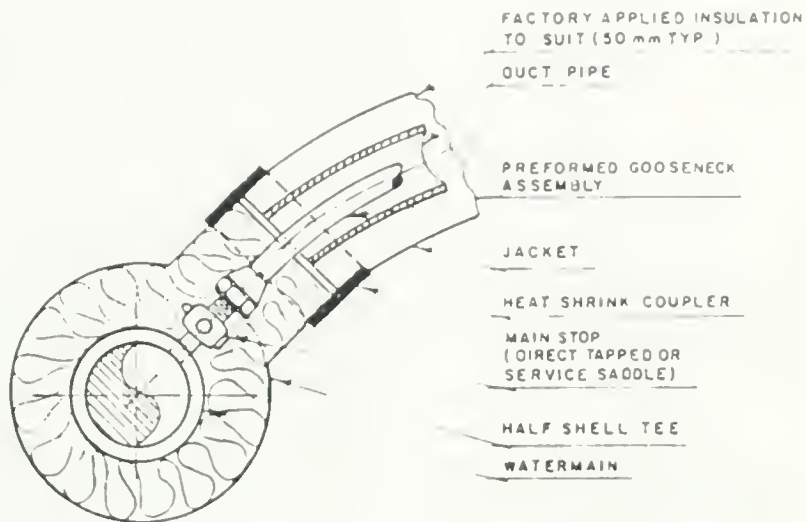 FACTORY APPLIED INSULATION
TO SUIT (50 mm TYP.)
DUCT PIPE
PREFORMED GOOSENECK
ASSEMBLY
JACKET
HEAT SHRINK COUPLER
MAIN STOP
(DIRECT TAPPED OR
SERVICE SADDLE)
HALF SHELL TEE
WATERMAIN